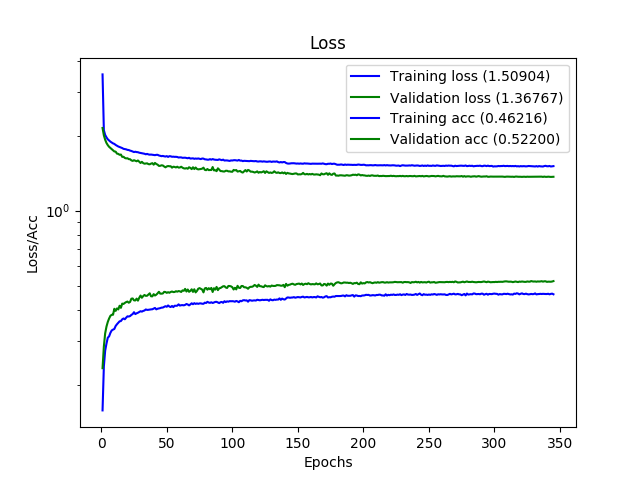 Loss
Training loss (1.50904)
Validation loss (1.36767)
Training acc (0.46216)
Validation acc (0.52200)
10⁰
Loss/Acc
0 50 100 150 200 250 300 350
Epochs